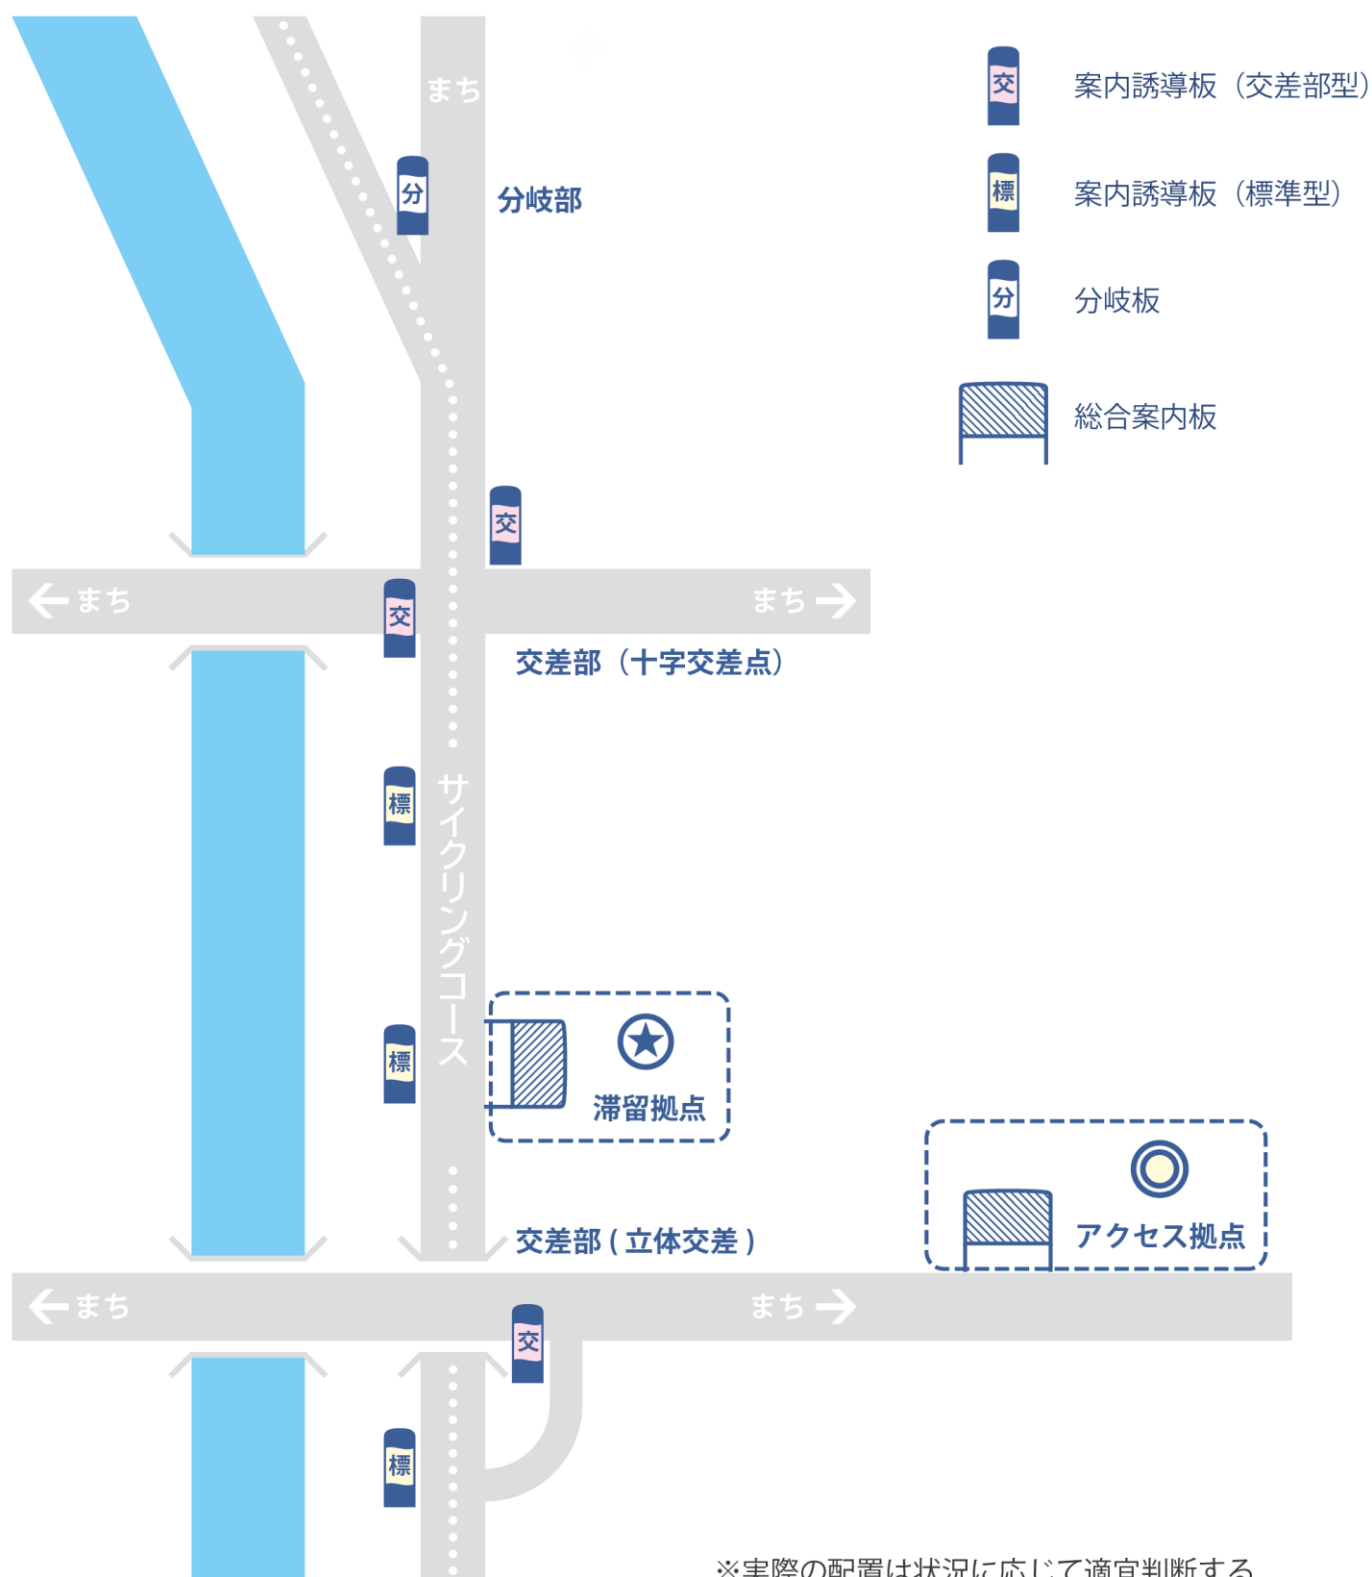 まち
交
案内誘導板（交差部型）
標
案内誘導板（標準型）
分
分岐部
分
分岐板
総合案内板
交
まち
交
まち
交差部（十字交差点）
標
サイクリングコース
標
滞留拠点
アクセス拠点
交差部(立体交差)
まち
まち
交
標
※実際の配置は状況に応じて適宜判断する